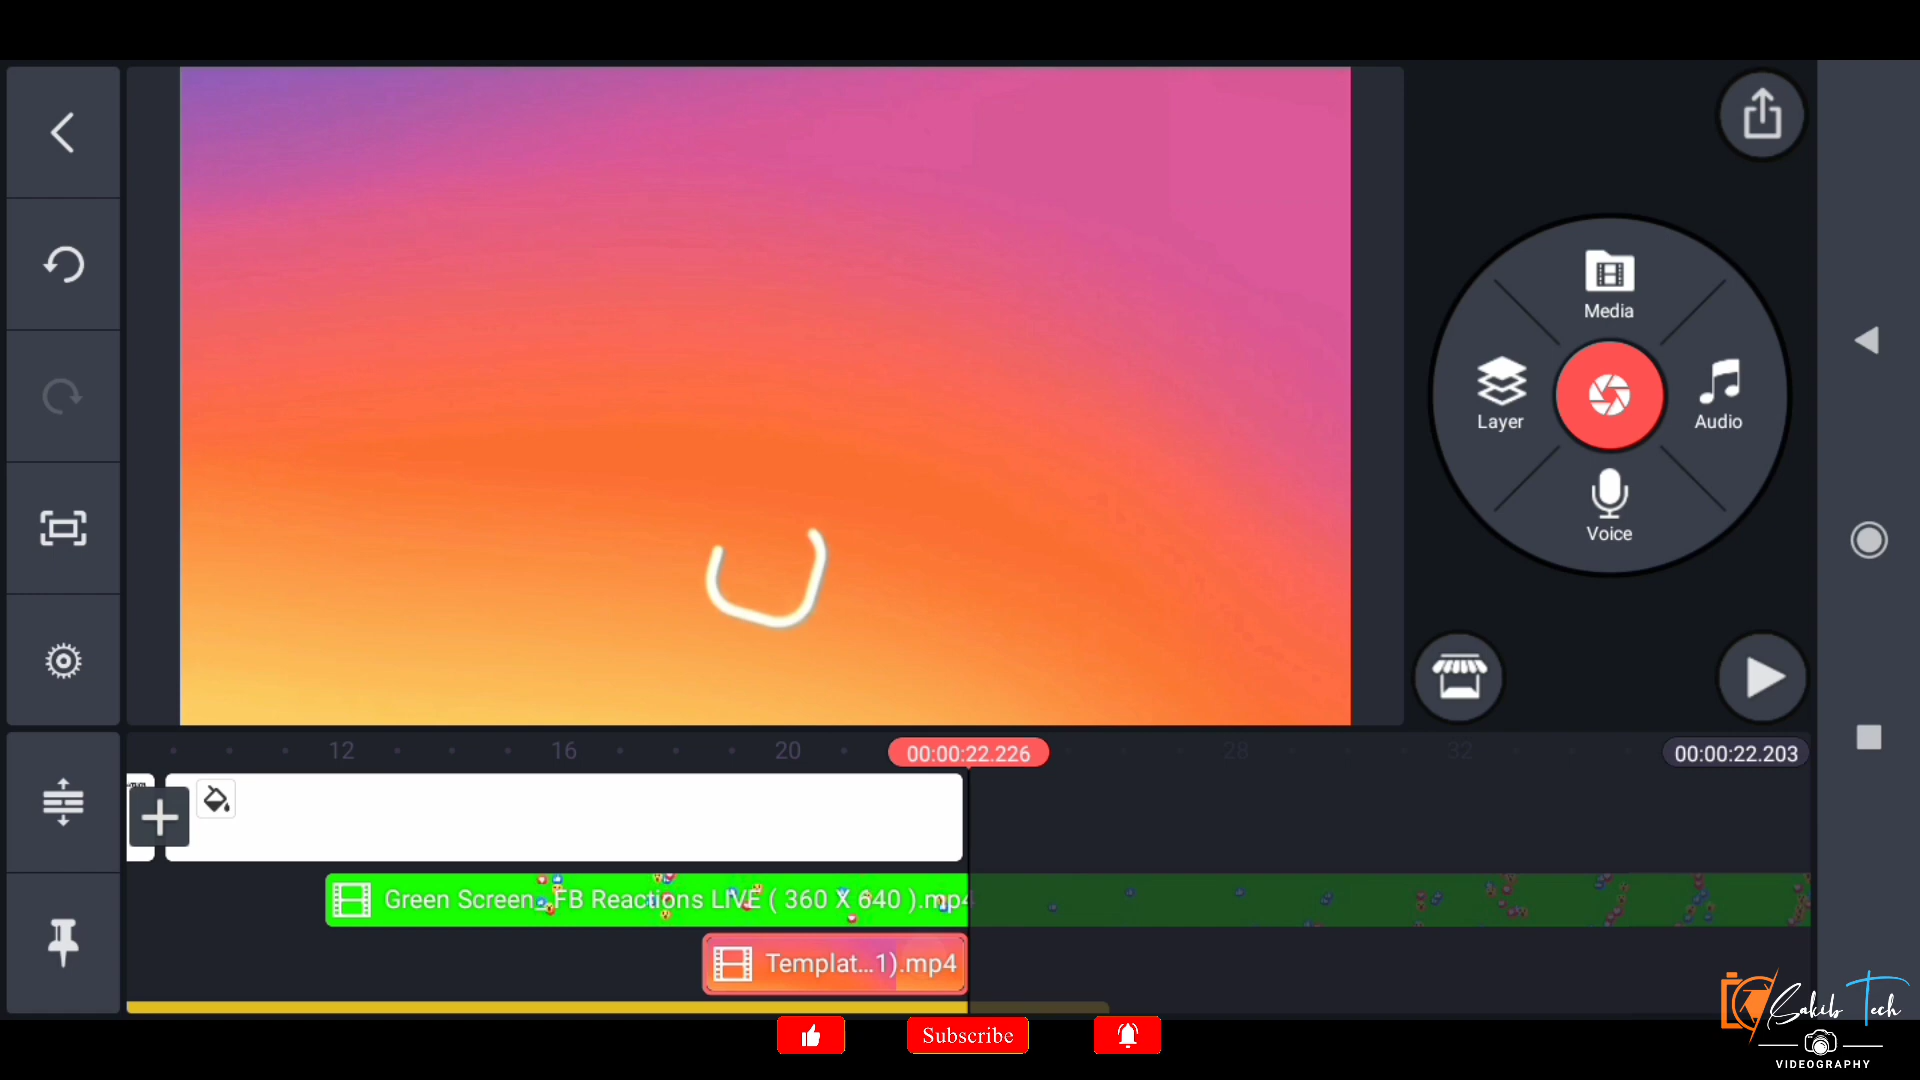 Media
Layer
Audio
Voice
12
16
20
00:00:22.226
28
32
00:00:22.203
Green Screen_ FB Reactions LIVE ( 360 X 640 ).mp4
Templat...1).mp4
Subscribe
Sakib Tech
VIDEOGRAPHY